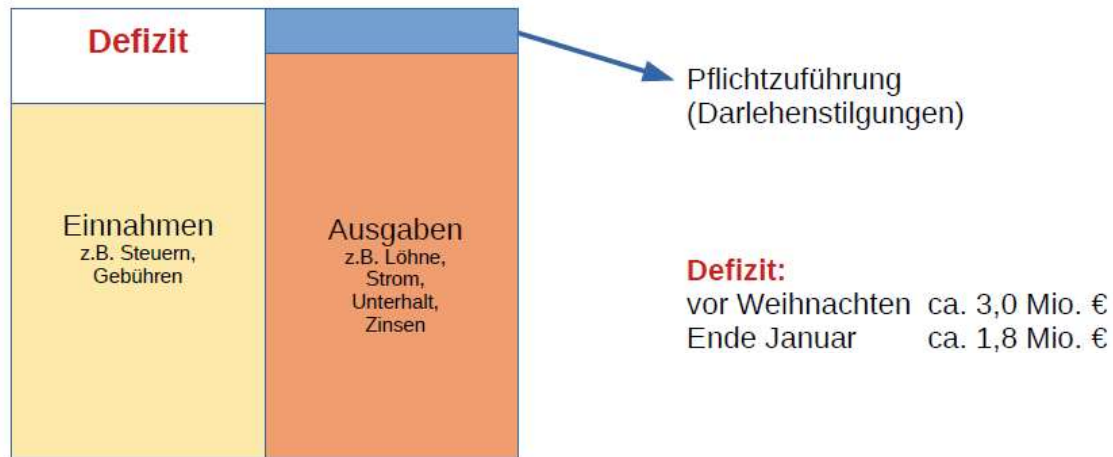 Defizit
Pflichtzuführung
(Darlehenstilgungen)
Einnahmen
z.B. Steuern,
Gebühren
Ausgaben
z.B. Löhne,
Strom,
Unterhalt,
Zinsen
Defizit:
vor Weihnachten ca. 3,0 Mio. €
Ende Januar ca. 1,8 Mio. €